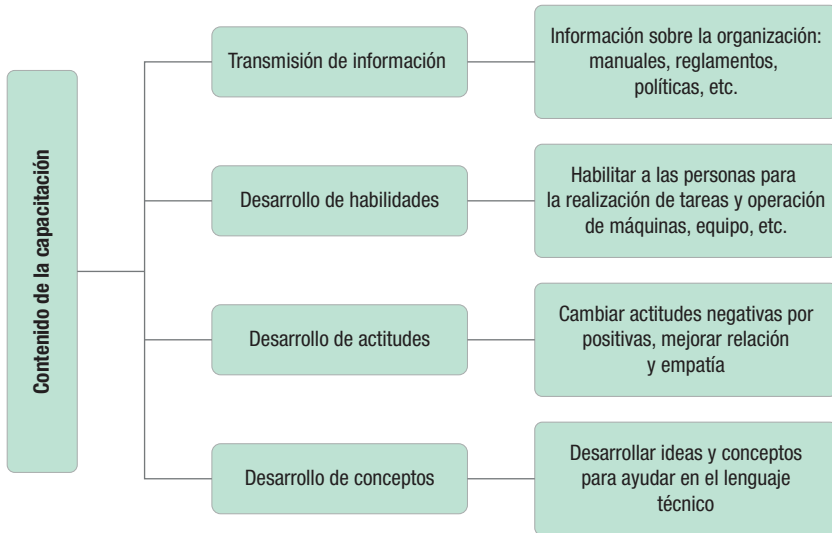 Contenido de la capacitación
Transmisión de información
Información sobre la organización:
manuales, reglamentos,
políticas, etc.
Desarrollo de habilidades
Habilitar a las personas para
la realización de tareas y operación
de máquinas, equipo, etc.
Desarrollo de actitudes
Cambiar actitudes negativas por
positivas, mejorar relación
y empatía
Desarrollo de conceptos
Desarrollar ideas y conceptos
para ayudar en el lenguaje
técnico